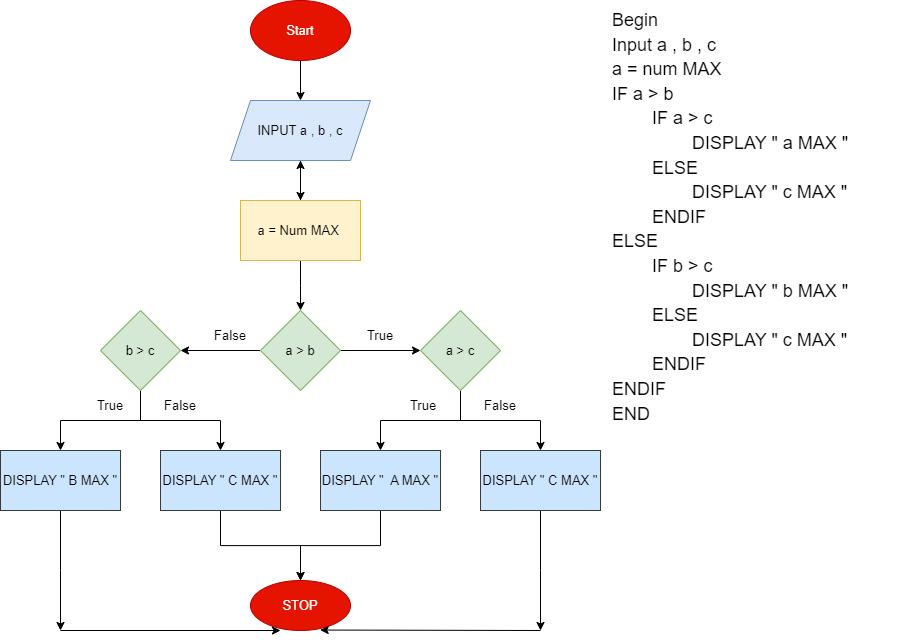 Start
INPUT a , b , c
a = Num MAX
False
True
b > c
a > b
a > c
True
False
True
False
DISPLAY " B MAX "
DISPLAY " C MAX "
DISPLAY "  A MAX "
DISPLAY " C MAX "
STOP
Begin
Input a , b , c
a = num MAX
IF a > b
IF a > c
DISPLAY " a MAX "
ELSE
DISPLAY " c MAX "
ENDIF
ELSE
IF b > c
DISPLAY " b MAX "
ELSE
DISPLAY " c MAX "
ENDIF
ENDIF
END